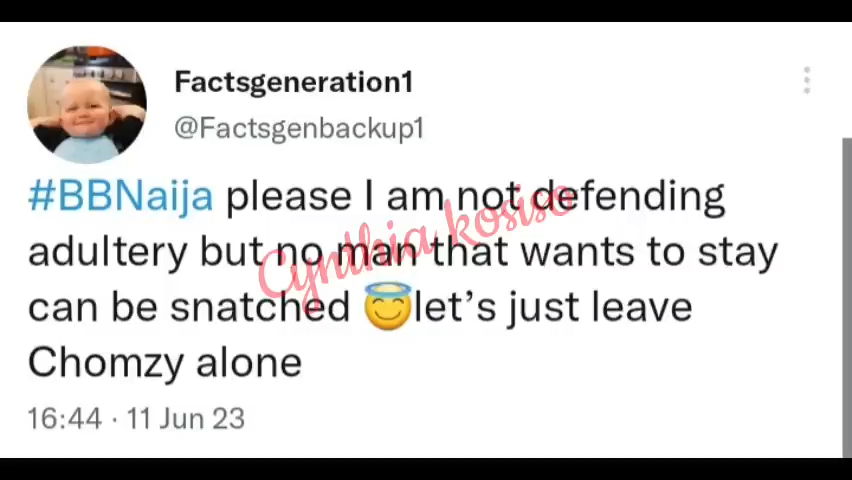 Factsgeneration1
@Factsgenbackup1
#BBNaija please I am not defending
adultery but no man that wants to stay
can be snatched 😇let’s just leave
Chomzy alone
16:44 · 11 Jun 23
Cynthia kosiso